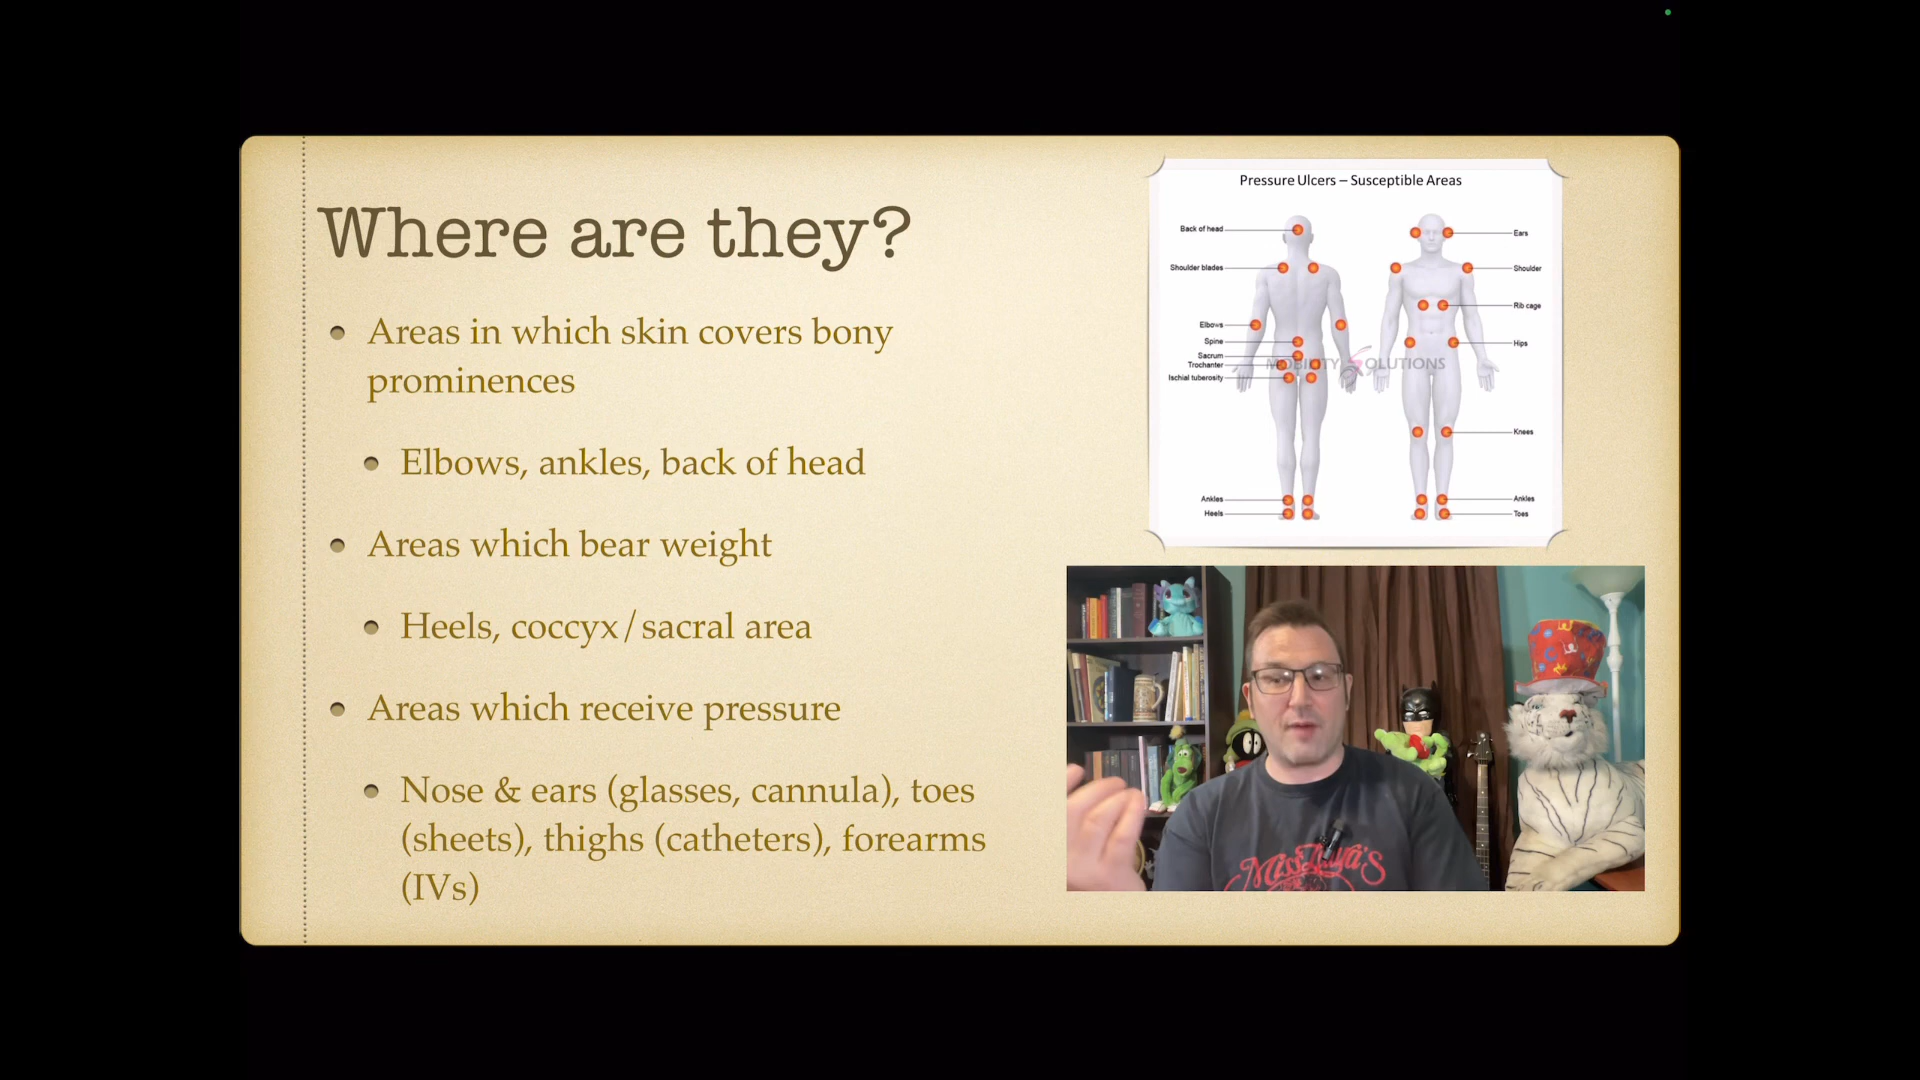 Where are they?
Areas in which skin covers bony
prominences
Elbows, ankles, back of head
Areas which bear weight
Heels, coccyx/sacral area
Areas which receive pressure
Nose & ears (glasses, cannula), toes
(sheets), thighs (catheters), forearms
(IVs)
Pressure Ulcers – Susceptible Areas
Back of head
Shoulder blades
Elbows
Spine
Sacrum
Trochanter
Ischial tuberosity
Ankles
Heels
Ears
Shoulder
Rib cage
Hips
Knees
Ankles
Toes
MOBILITY SOLUTIONS